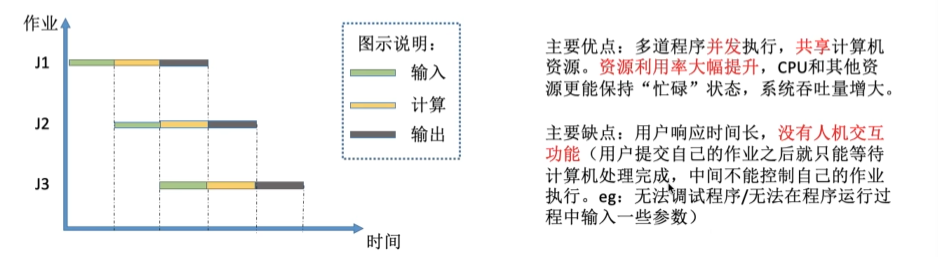 作业
J1
J2
J3
时间
图示说明：
输入
计算
输出
主要优点：多道程序并发执行，共享计算机
资源。资源利用率大幅提升，CPU和其他资
源更能保持“忙碌”状态，系统吞吐量增大。
主要缺点：用户响应时间长，没有人机交互
功能（用户提交自己的作业之后就只能等待
计算机处理完成，中间不能控制自己的作业
执行。eg：无法调试程序/无法在程序运行过
程中输入一些参数）